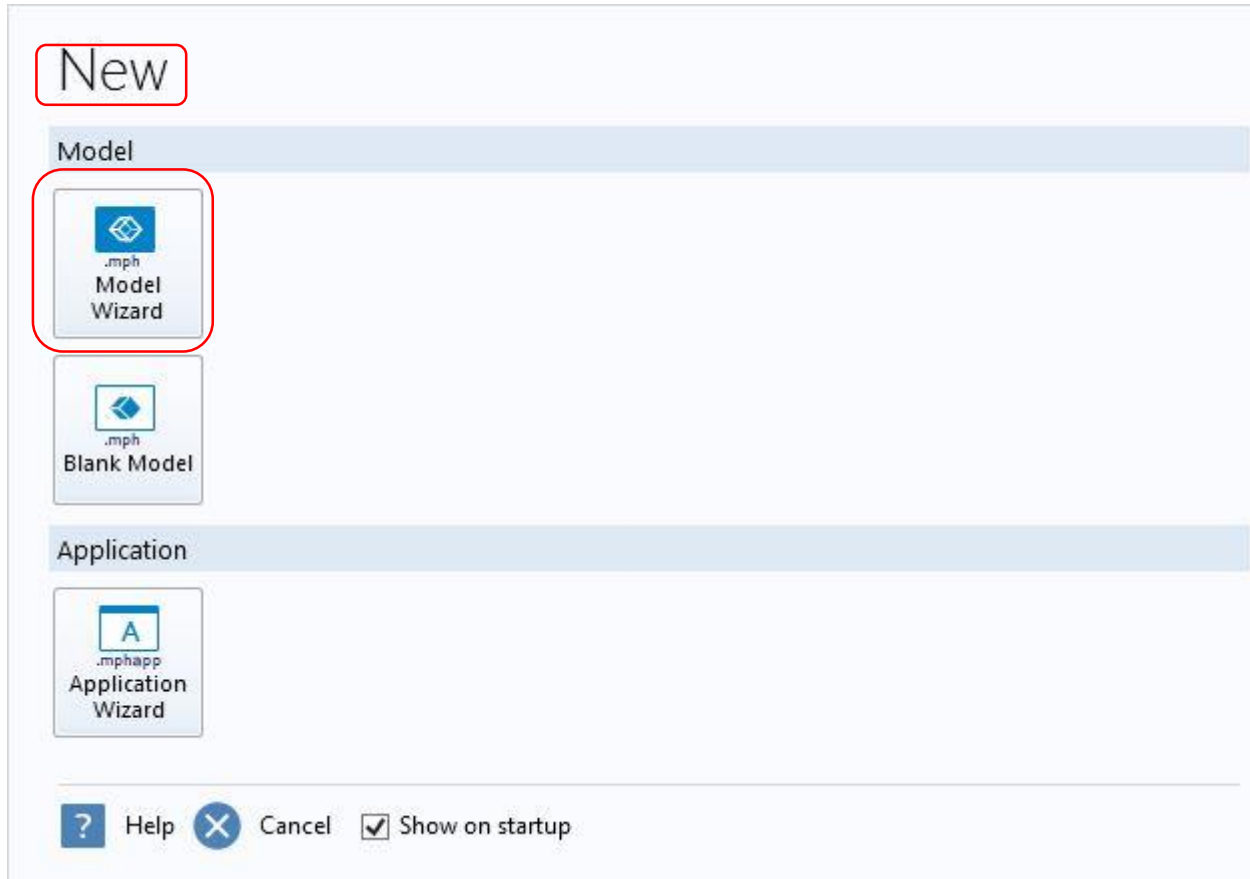 New
Model
.mph
Model
Wizard
.mph
Blank Model
Application
A
.mphapp
Application
Wizard
? Help Cancel Show on startup